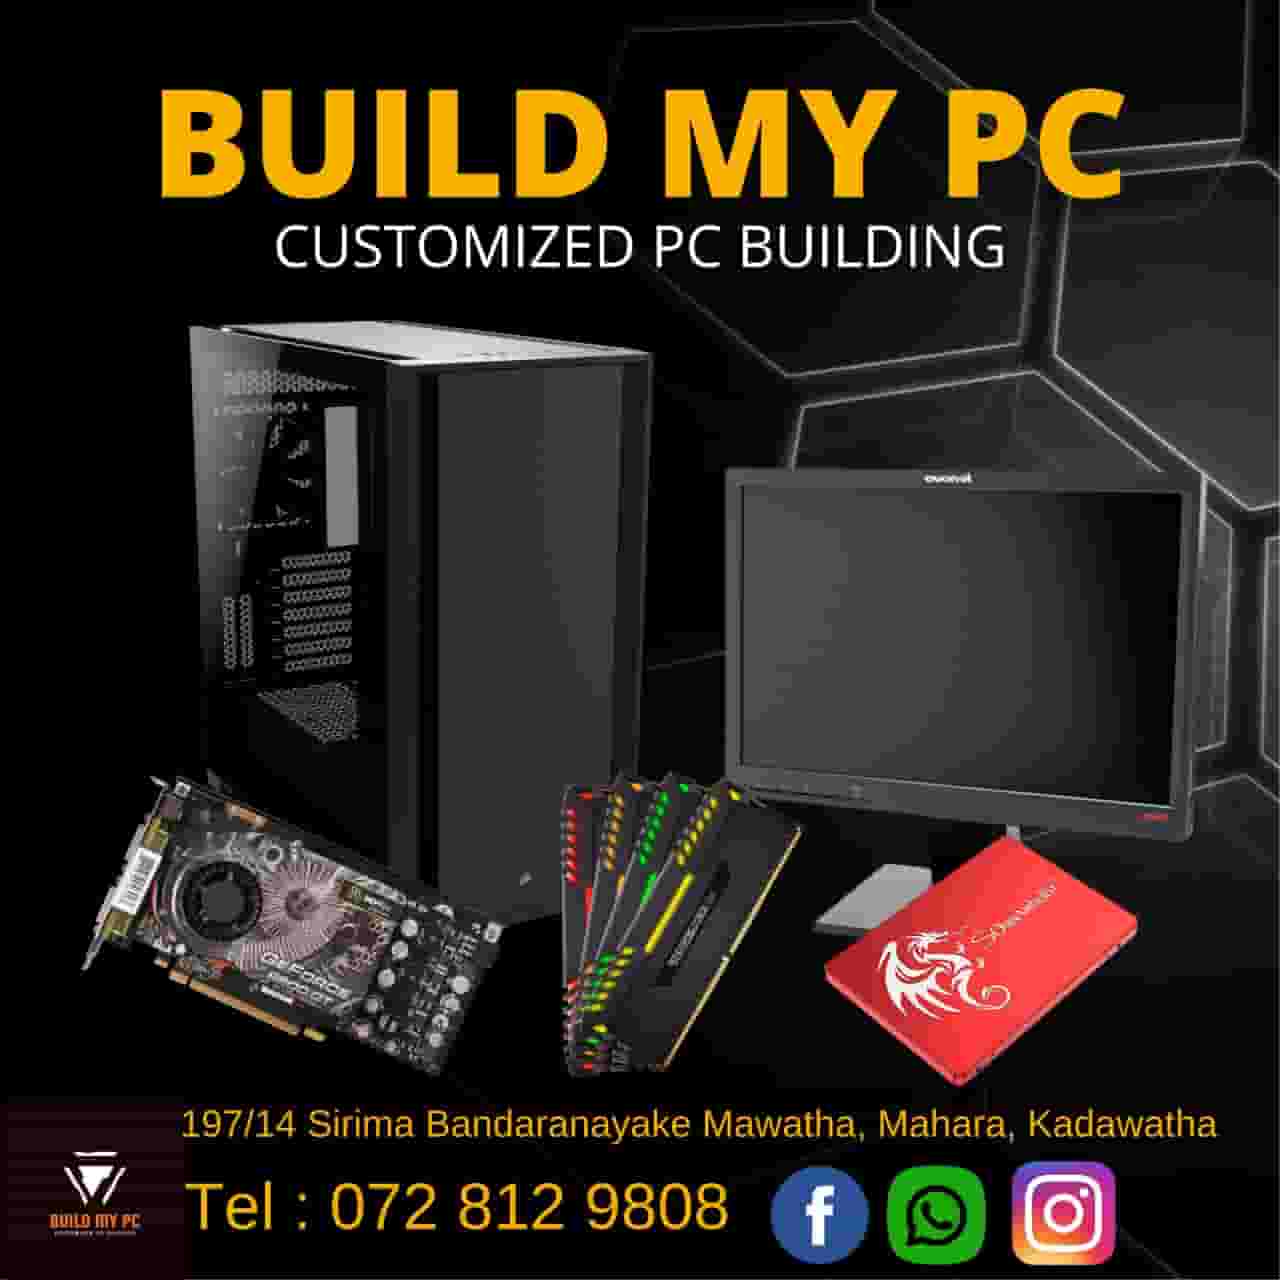 BUILD MY PC
CUSTOMIZED PC BUILDING
GEFORCE
197/14 Sirima Bandaranayake Mawatha, Mahara, Kadawatha
Tel : 072 812 9808
BUILD MY PC